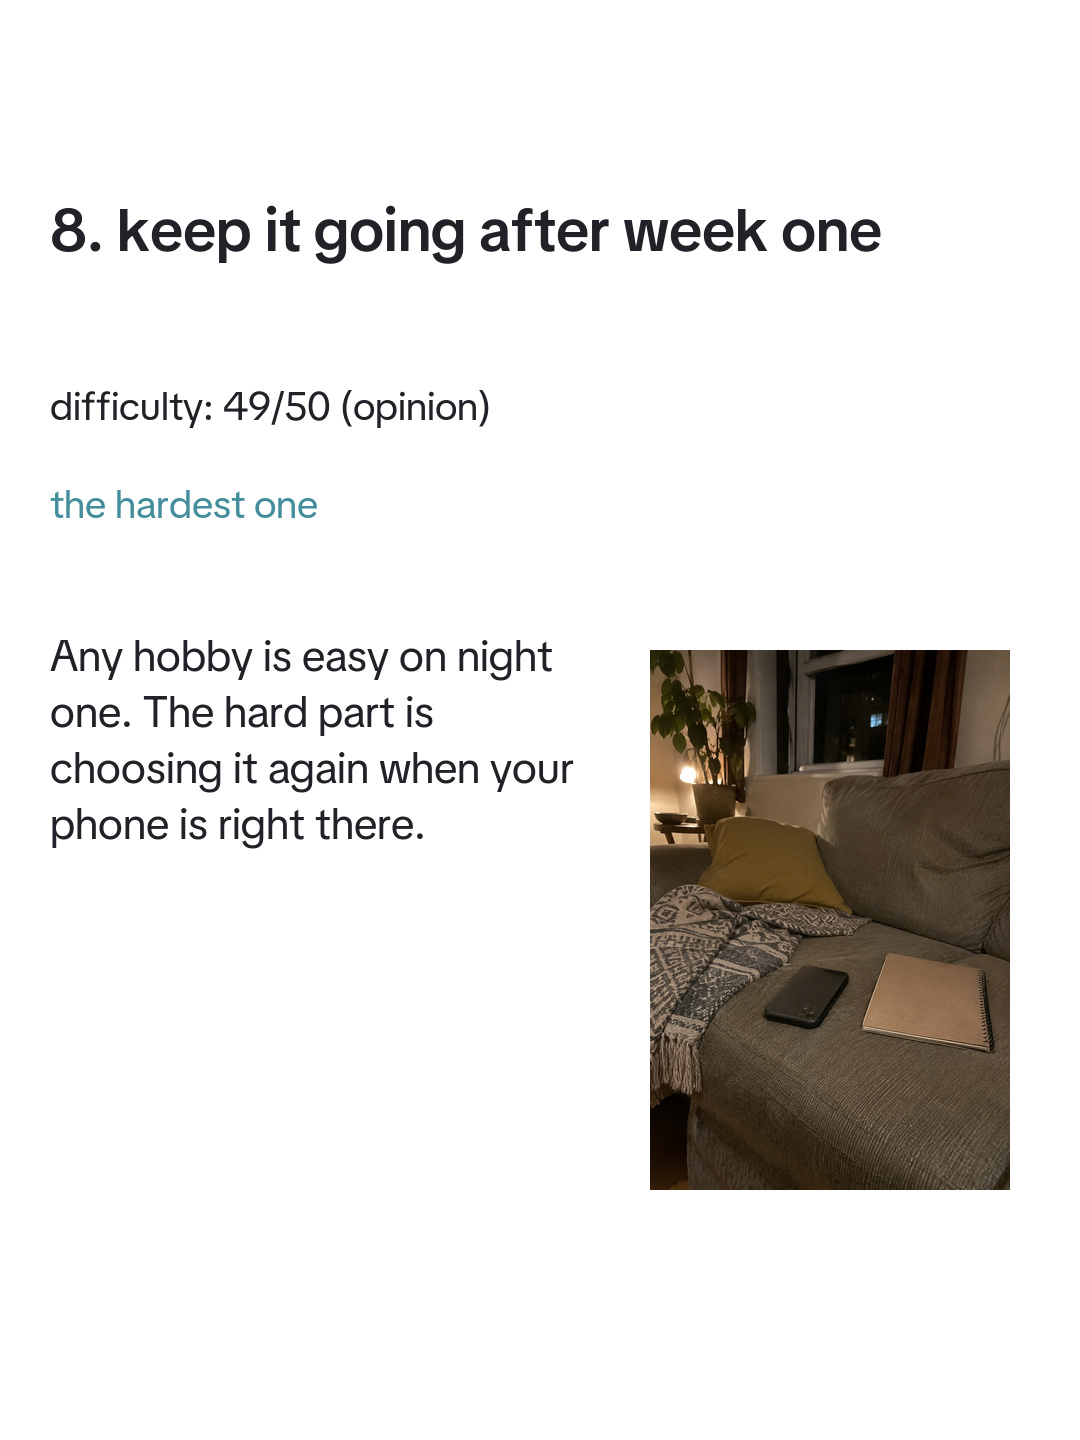 8. keep it going after week one
difficulty: 49/50 (opinion)
the hardest one
Any hobby is easy on night
one. The hard part is
choosing it again when your
phone is right there.